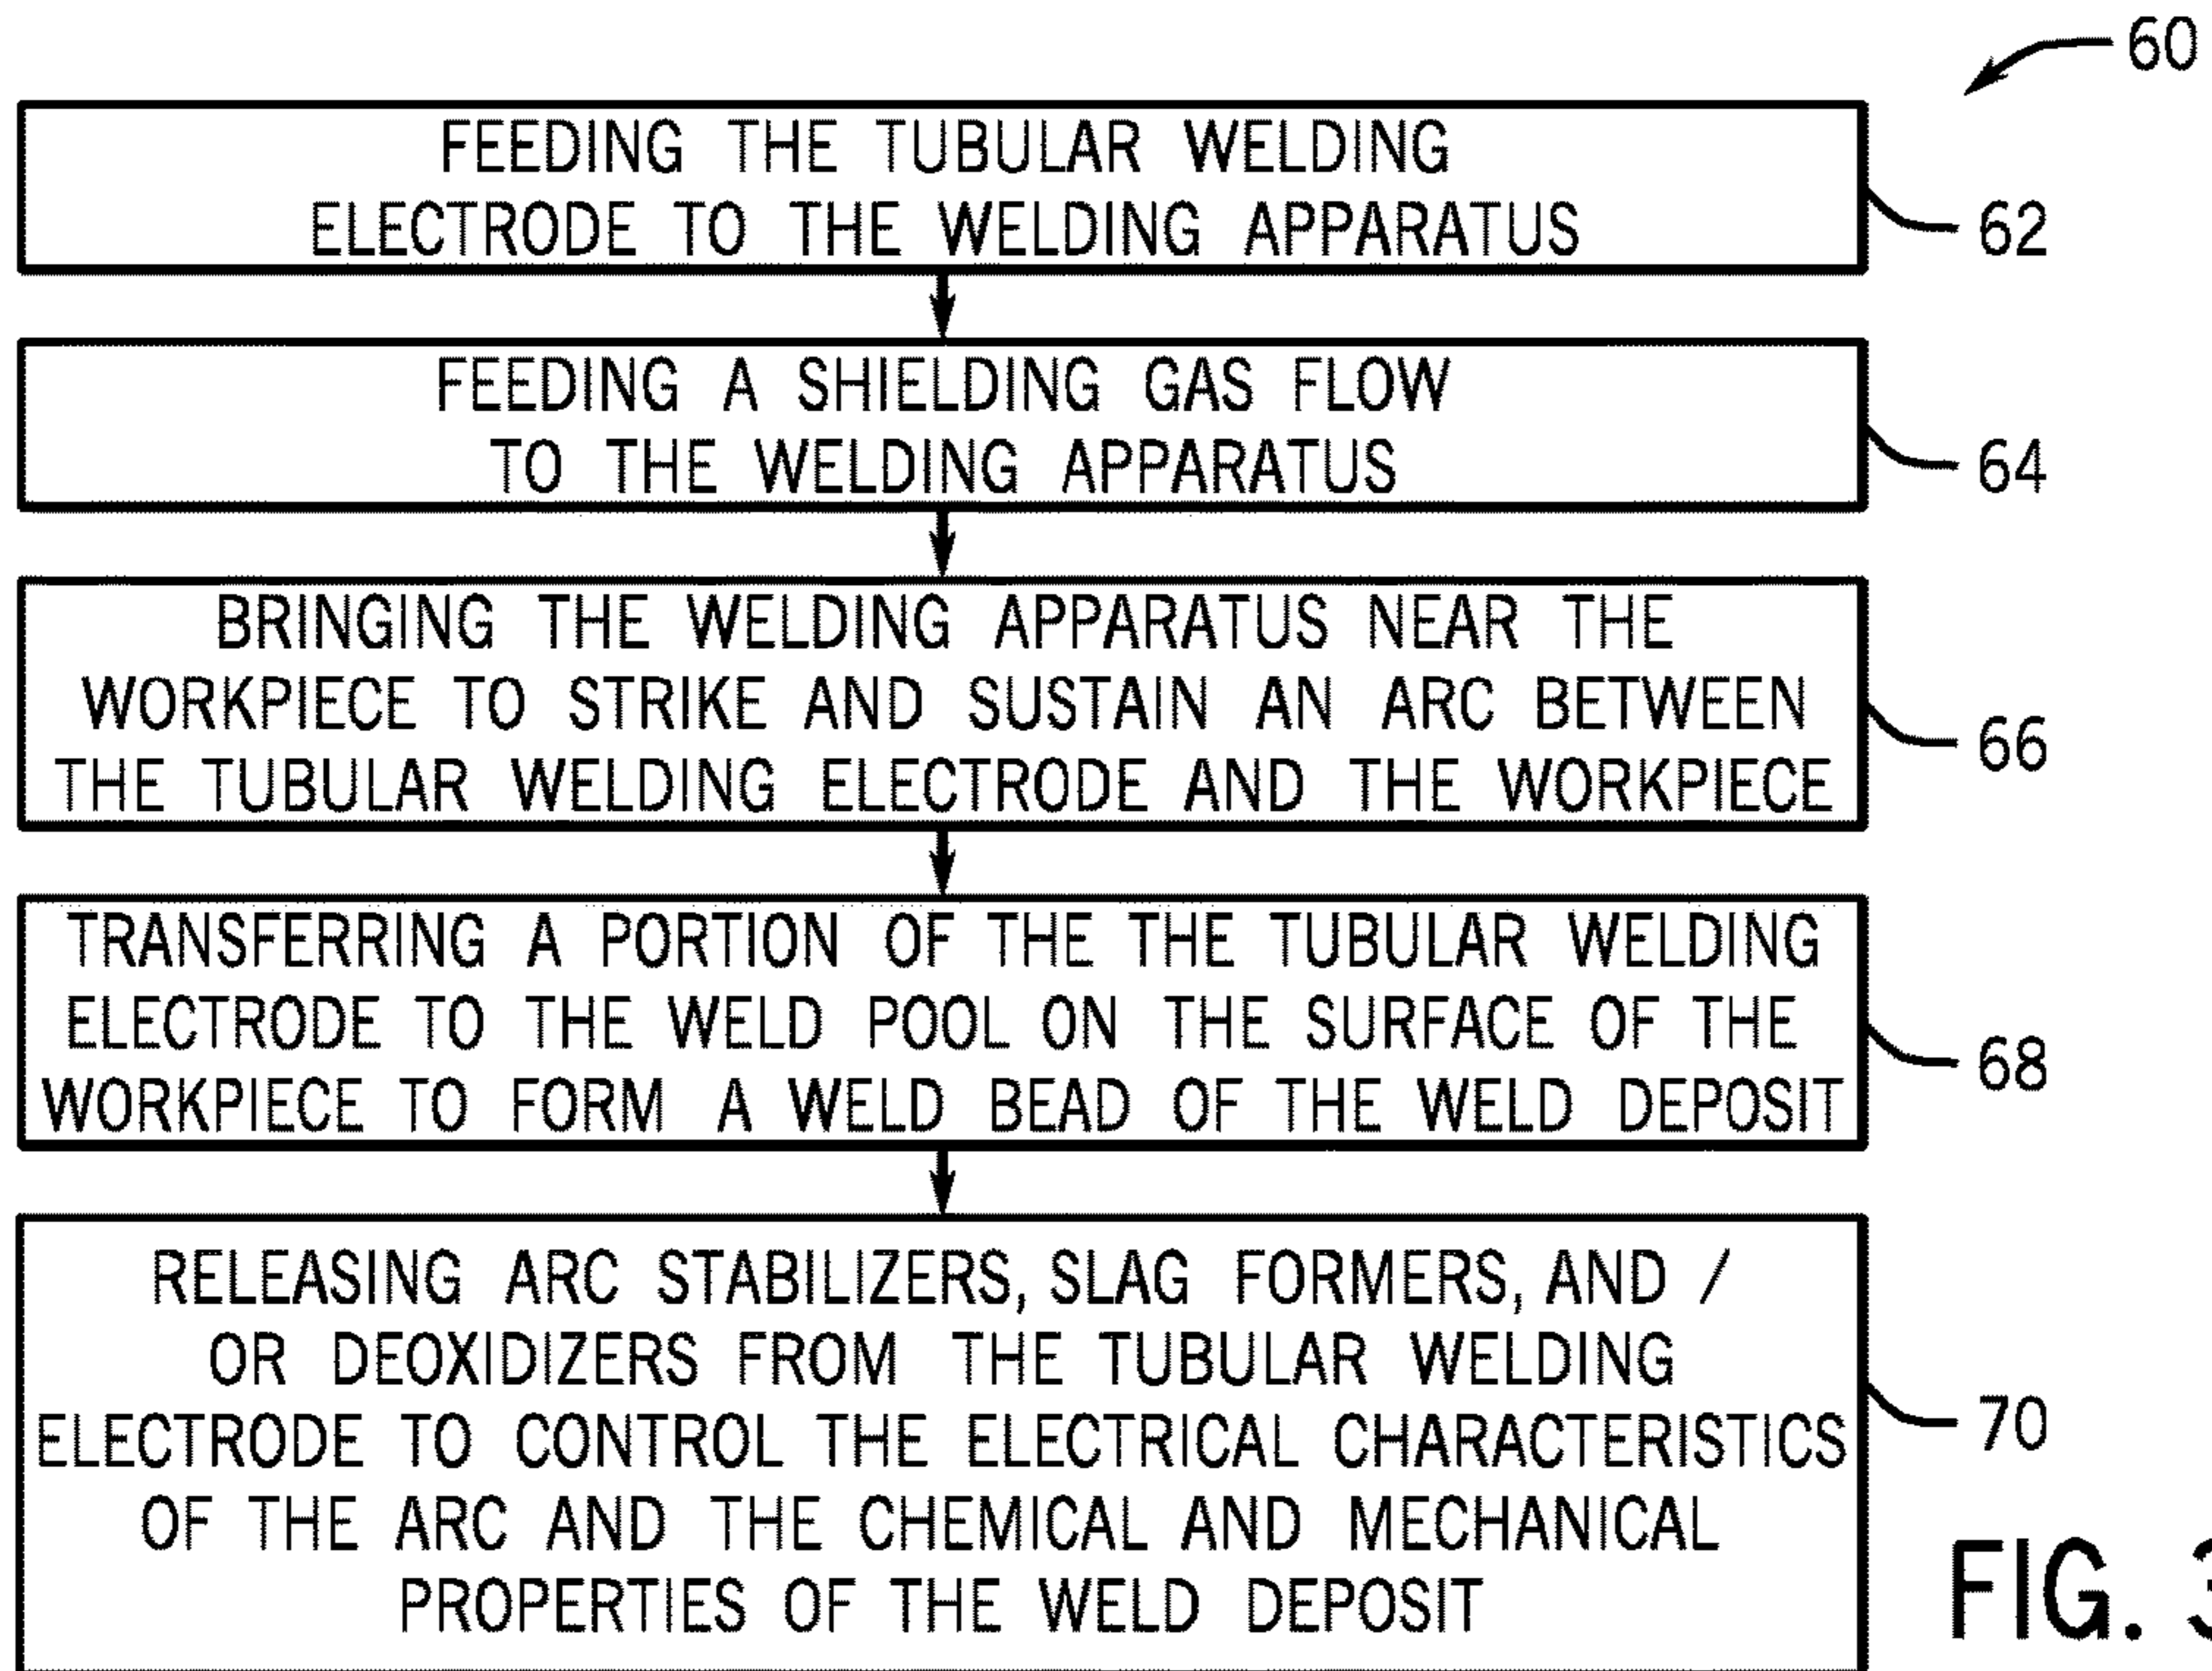 60
FEEDING THE TUBULAR WELDING
ELECTRODE TO THE WELDING APPARATUS
62
FEEDING A SHIELDING GAS FLOW
TO THE WELDING APPARATUS
64
BRINGING THE WELDING APPARATUS NEAR THE
WORKPIECE TO STRIKE AND SUSTAIN AN ARC BETWEEN
THE TUBULAR WELDING ELECTRODE AND THE WORKPIECE
66
TRANSFERRING A PORTION OF THE THE TUBULAR WELDING
ELECTRODE TO THE WELD POOL ON THE SURFACE OF THE
WORKPIECE TO FORM A WELD BEAD OF THE WELD DEPOSIT
68
RELEASING ARC STABILIZERS, SLAG FORMERS, AND /
OR DEOXIDIZERS FROM THE TUBULAR WELDING
ELECTRODE TO CONTROL THE ELECTRICAL CHARACTERISTICS
OF THE ARC AND THE CHEMICAL AND MECHANICAL
PROPERTIES OF THE WELD DEPOSIT
70
FIG. 3